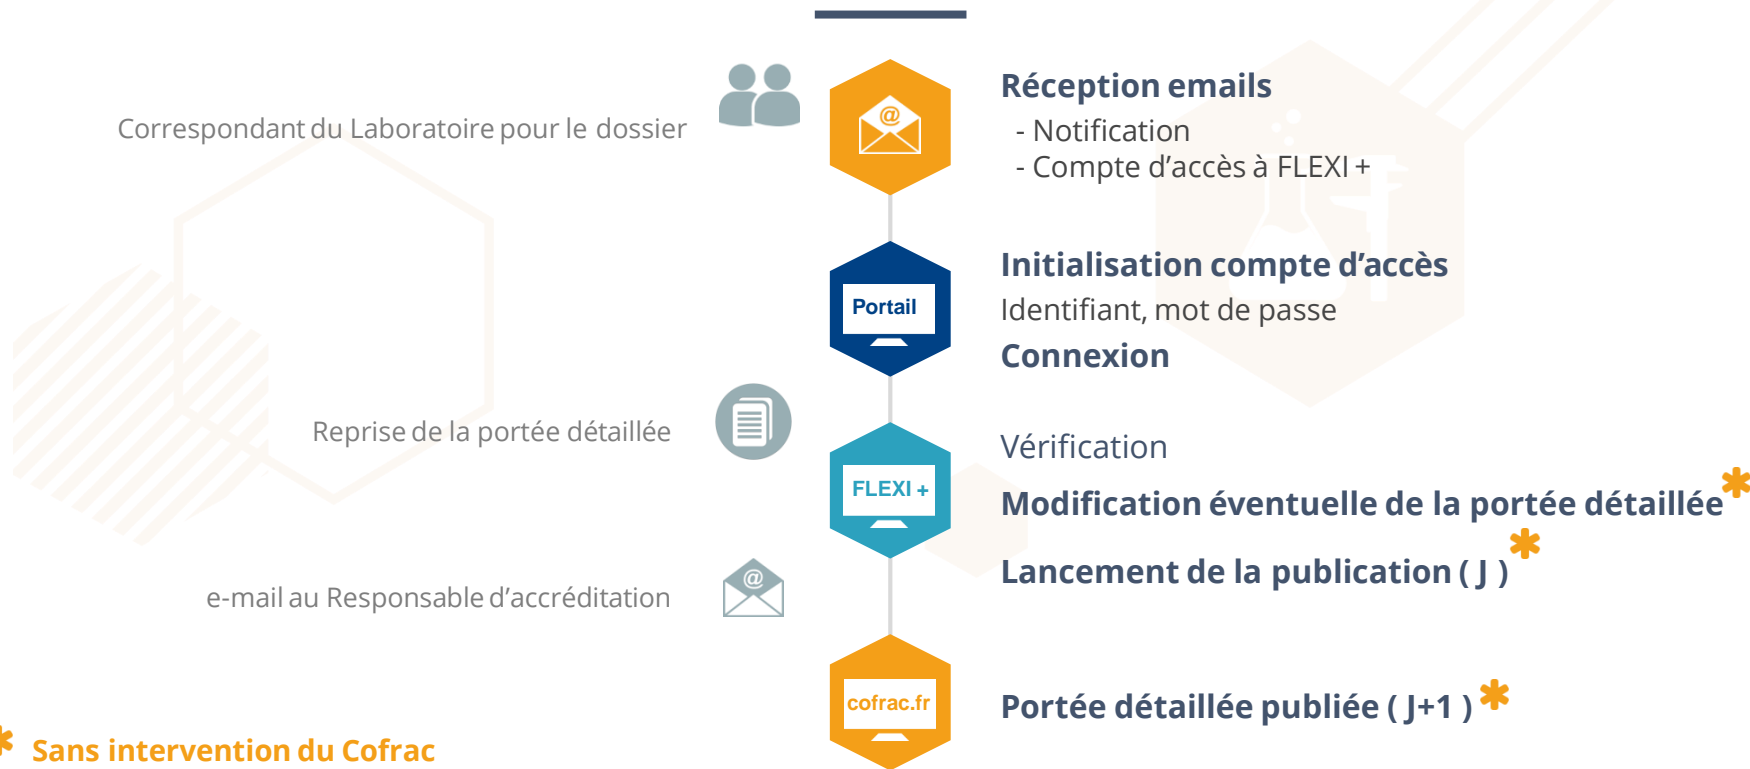 Correspondant du Laboratoire pour le dossier
@
Réception emails
- Notification
- Compte d'accès à FLEXI +
Portail
Initialisation compte d'accès
Identifiant, mot de passe
Connexion
Reprise de la portée détaillée
FLEXI +
Vérification
Modification éventuelle de la portée détaillée*
Lancement de la publication ( J )*
e-mail au Responsable d'accréditation
@
cofrac.fr
Portée détaillée publiée ( J+1 )*
* Sans intervention du Cofrac